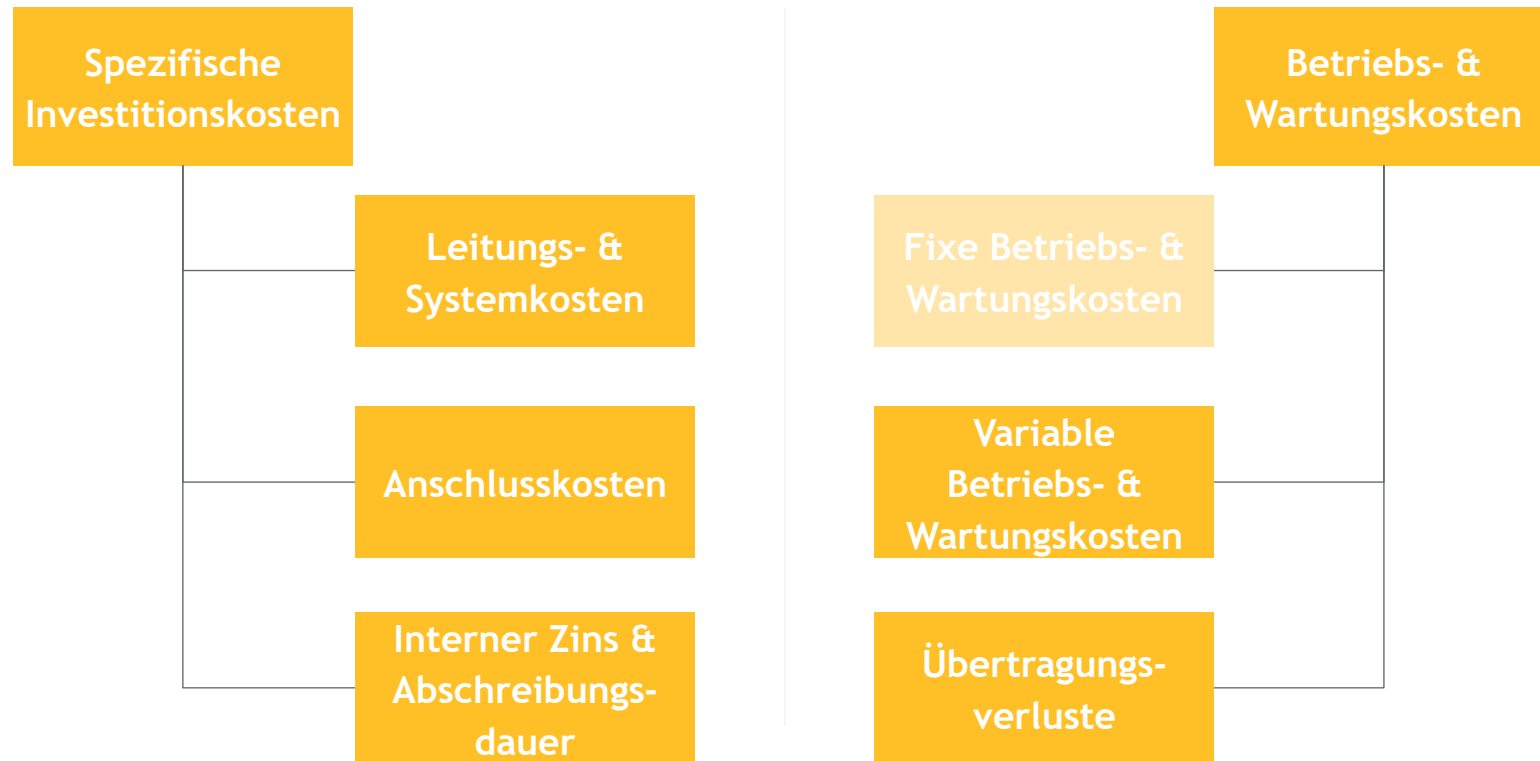 Spezifische
Investitionskosten
Leitungs- &
Systemkosten
Anschlusskosten
Interner Zins &
Abschreibungs-
dauer
Betriebs- &
Wartungskosten
Fixe Betriebs- &
Wartungskosten
Variable
Betriebs- &
Wartungskosten
Übertragungs-
verluste